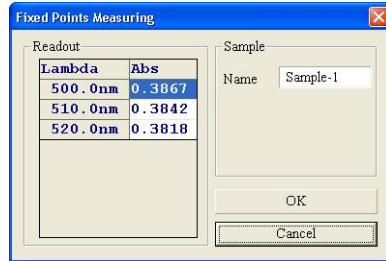 Fixed Points Measuring
Readout
Lambda Abs
500.0nm 0.3867
510.0nm 0.3842
520.0nm 0.3818
Sample
Name Sample-1
OK
Cancel